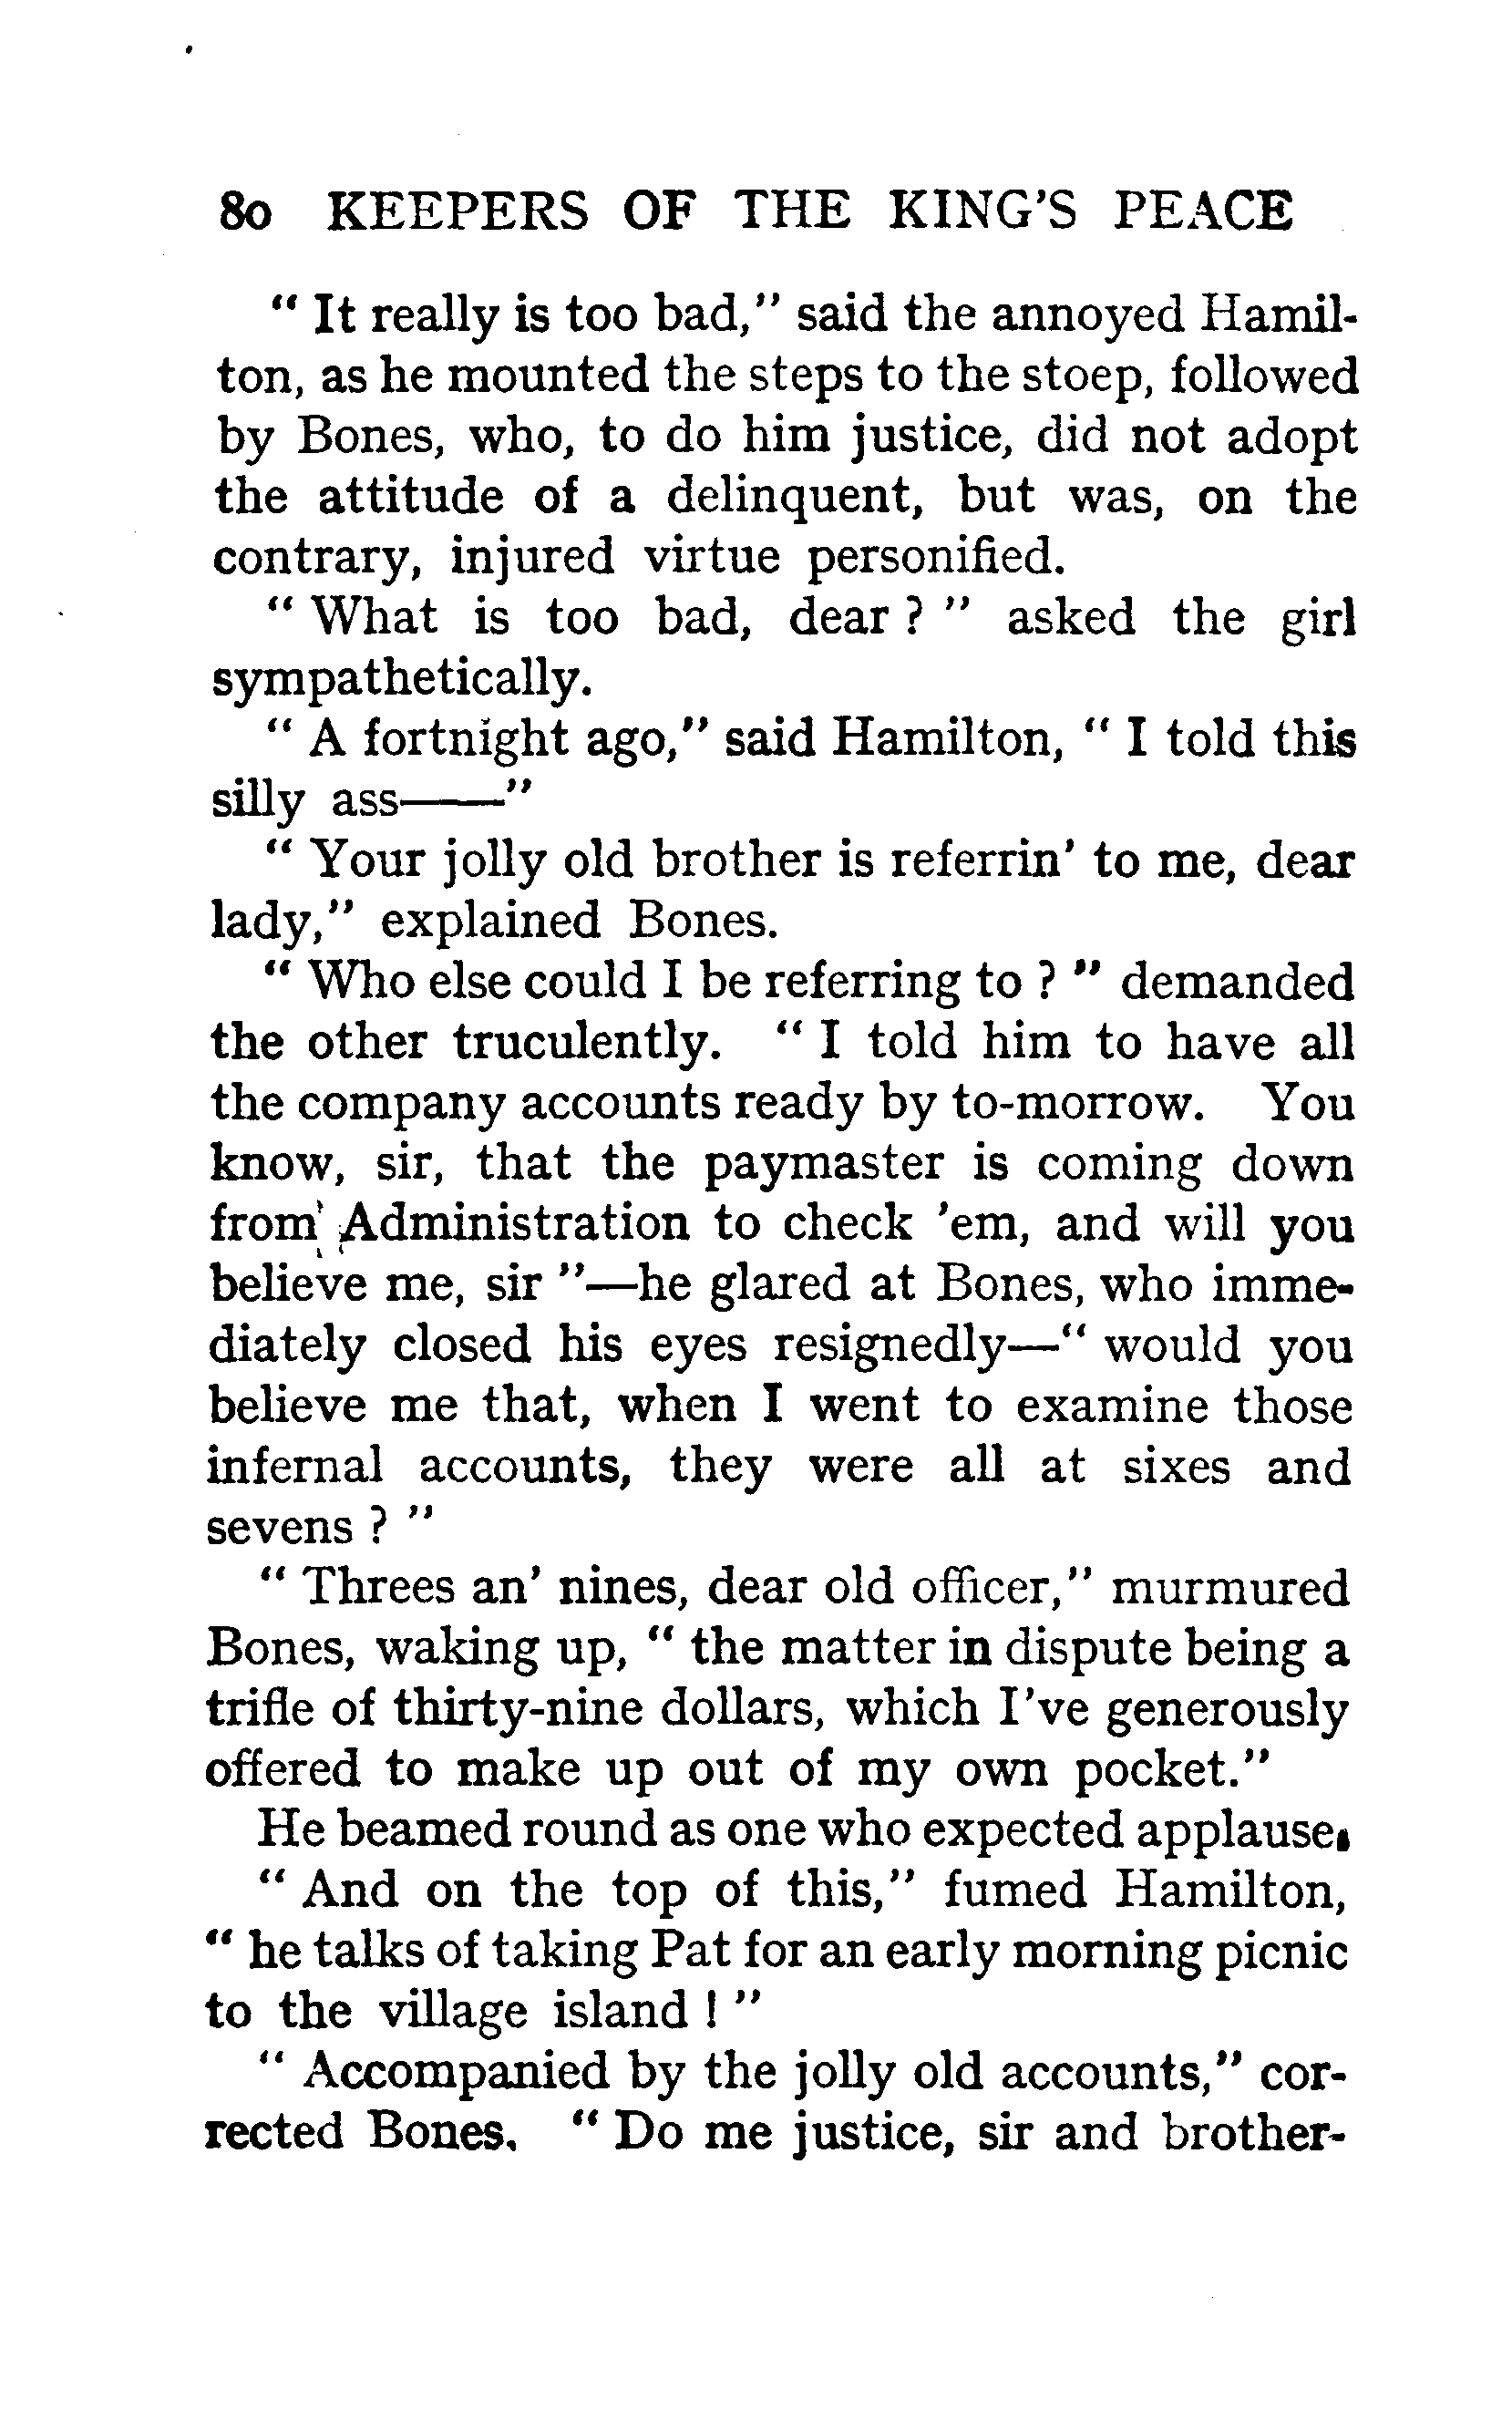 80 KEEPERS OF THE KING'S PEACE
" It really is too bad," said the annoyed Hamil-
ton, as he mounted the steps to the stoep, followed
by Bones, who, to do him justice, did not adopt
the attitude of a delinquent, but was, on the
contrary, injured virtue personified.
" What is too bad, dear ? " asked the girl
sympathetically.
" A fortnight ago," said Hamilton, " I told this
silly ass——"
" Your jolly old brother is referrin' to me, dear
lady," explained Bones.
" Who else could I be referring to ? " demanded
the other truculently. " I told him to have all
the company accounts ready by to-morrow. You
know, sir, that the paymaster is coming down
from Administration to check 'em, and will you
believe me, sir "—he glared at Bones, who imme-
diately closed his eyes resignedly—" would you
believe me that, when I went to examine those
infernal accounts, they were all at sixes and
sevens ? "
" Threes an' nines, dear old officer," murmured
Bones, waking up, " the matter in dispute being a
trifle of thirty-nine dollars, which I've generously
offered to make up out of my own pocket."
He beamed round as one who expected applause.
" And on the top of this," fumed Hamilton,
" he talks of taking Pat for an early morning picnic
to the village island ! "
" Accompanied by the jolly old accounts," cor-
rected Bones. " Do me justice, sir and brother-